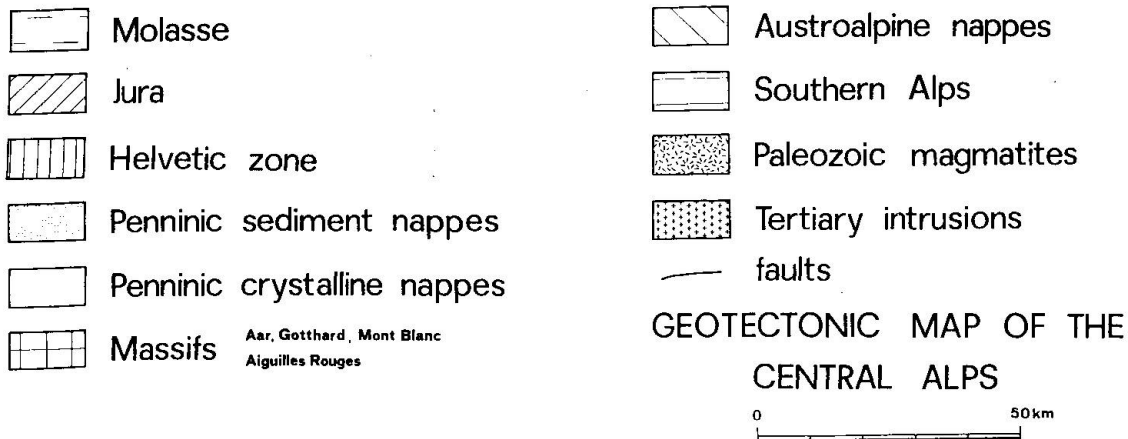 Molasse
Jura
Helvetic zone
Penninic sediment nappes
Penninic crystalline nappes
Massifs Aar, Gotthard, Mont Blanc
Aiguilles Rouges
Austroalpine nappes
Southern Alps
Paleozoic magmatites
Tertiary intrusions
faults
GEOTECTONIC MAP OF THE
CENTRAL ALPS
0 50km